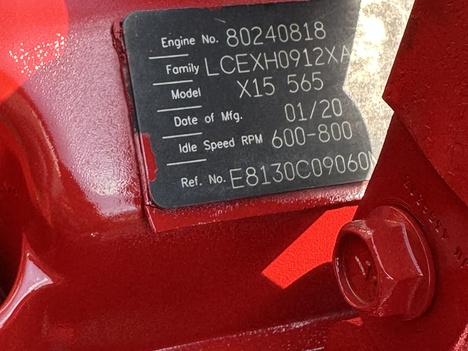 Engine No. 80240818
Family LCEXH0912XA
Model X15 565
Date of Mfg. 01/20
Idle Speed RPM 600-800
Ref. No. E8130C09060